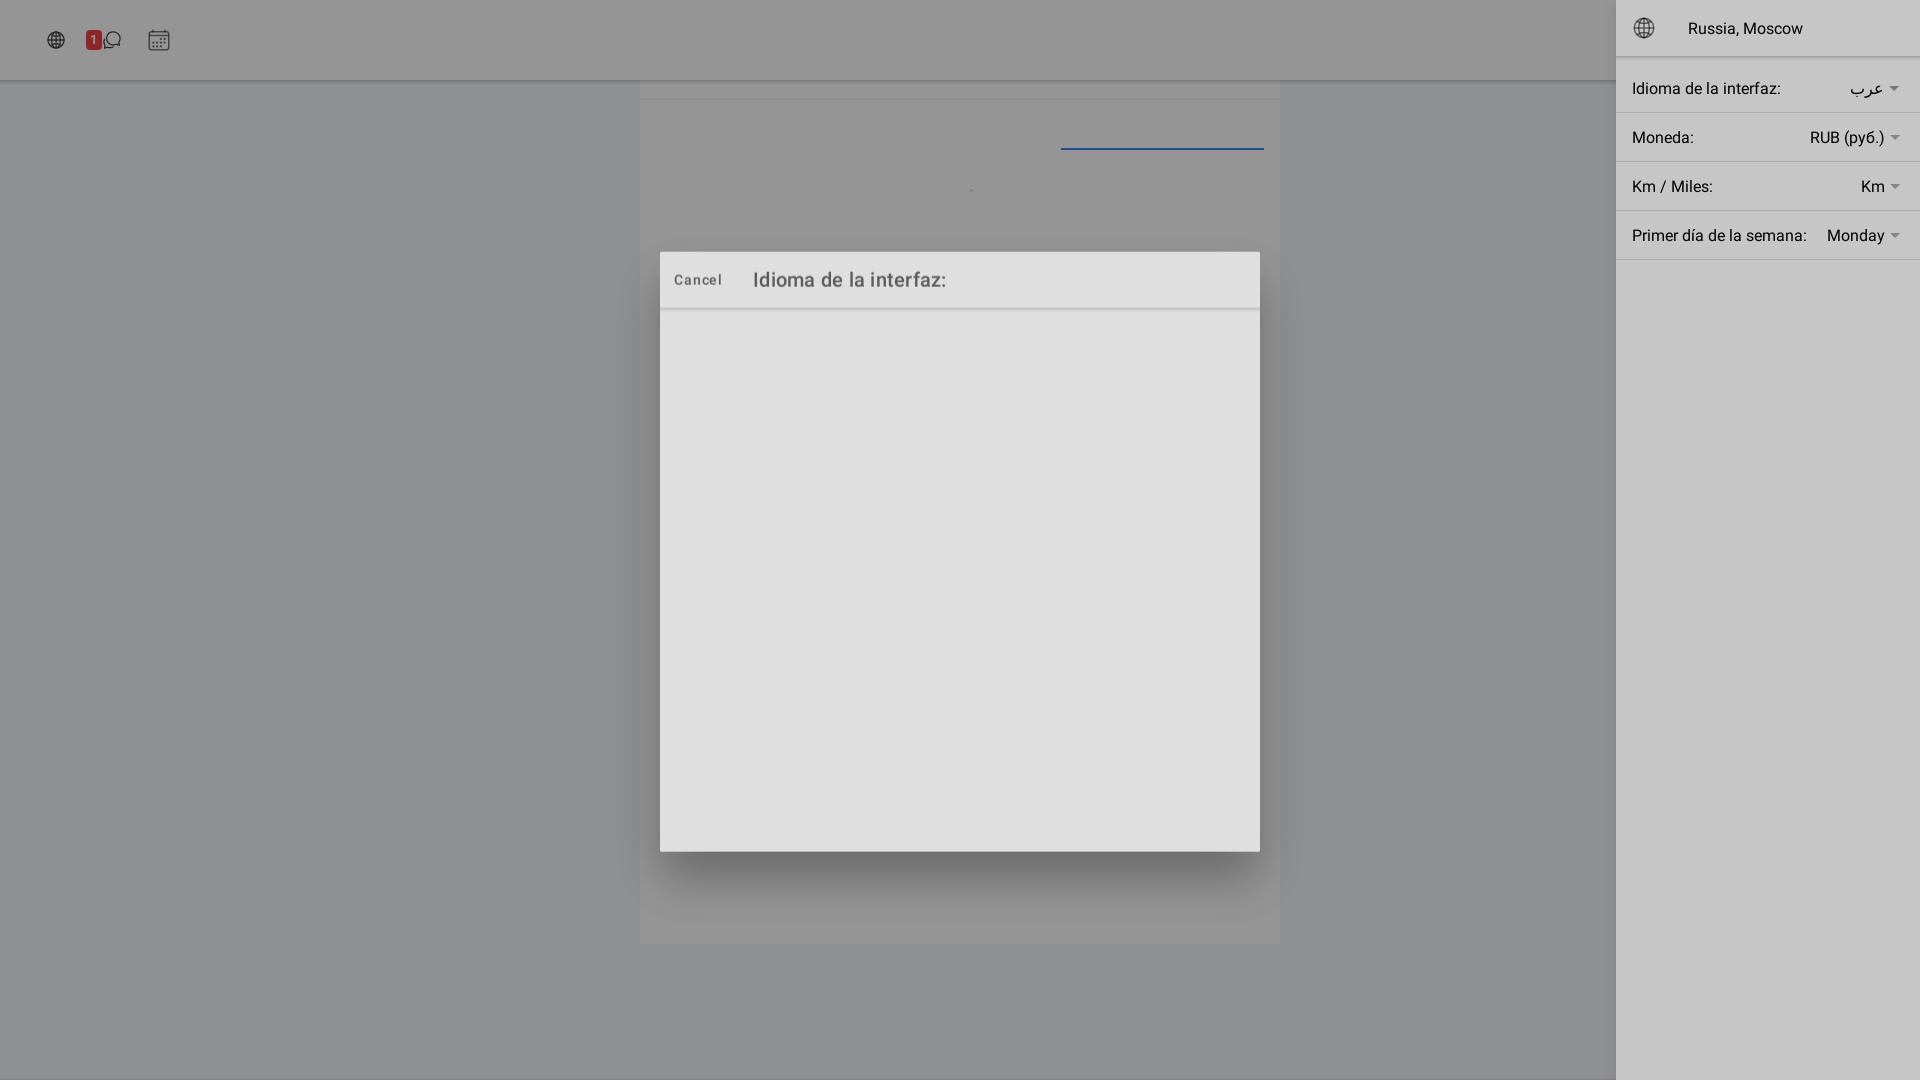 1
Russia, Moscow
Idioma de la interfaz: عرب
Moneda: RUB (руб.)
Km / Miles: Km
Primer día de la semana: Monday
Cancel Idioma de la interfaz: